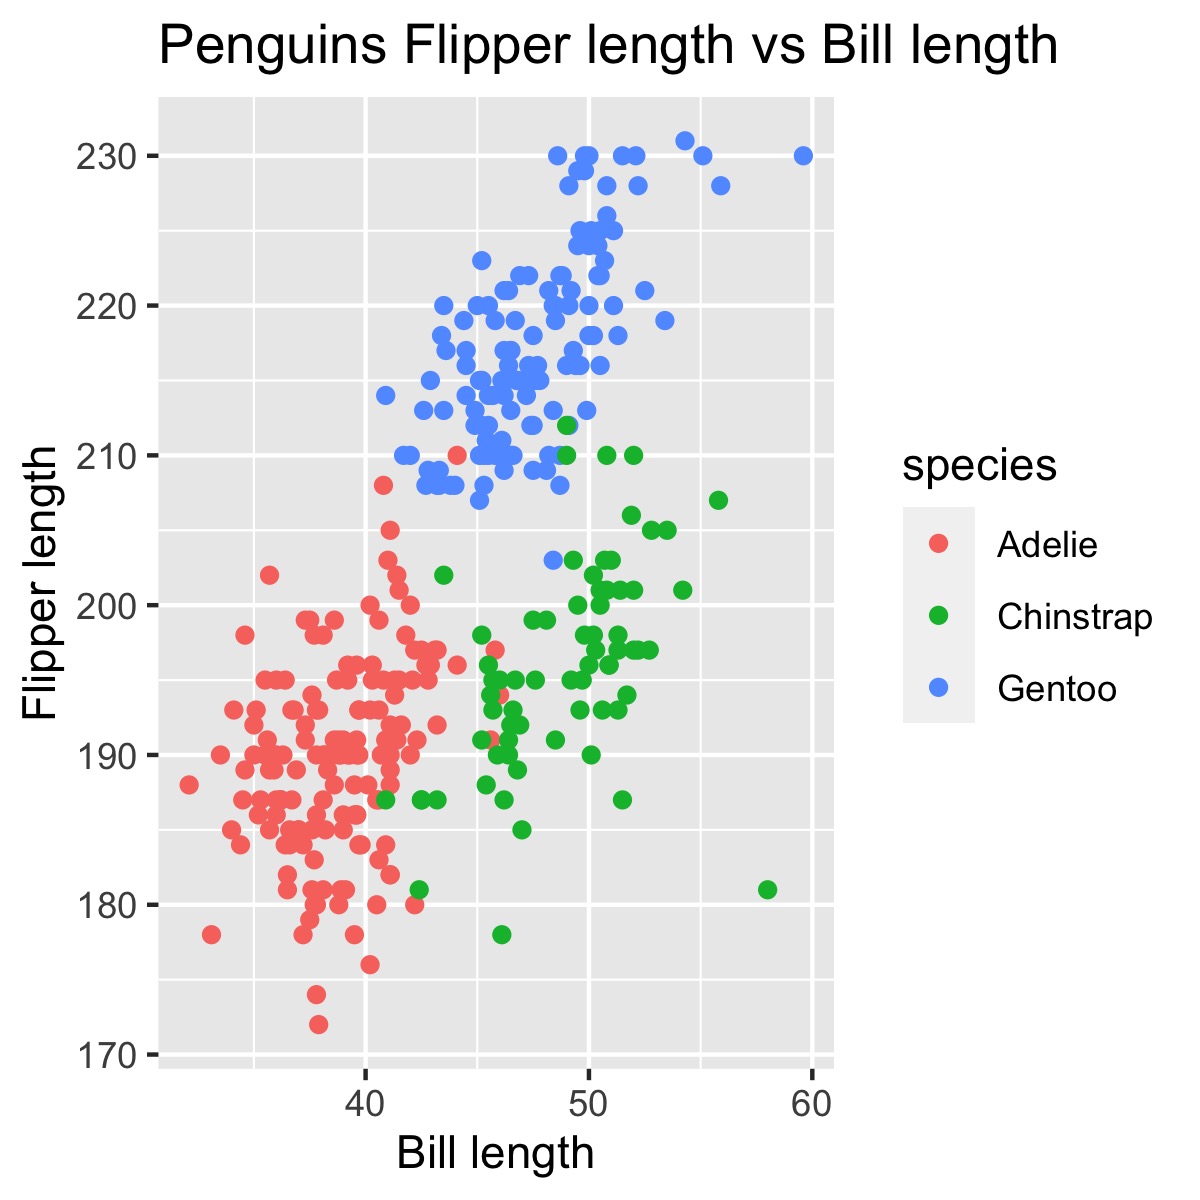 Penguins Flipper length vs Bill length
230
220
210
200
190
180
170
Flipper length
40 50 60
Bill length
species
Adelie
Chinstrap
Gentoo